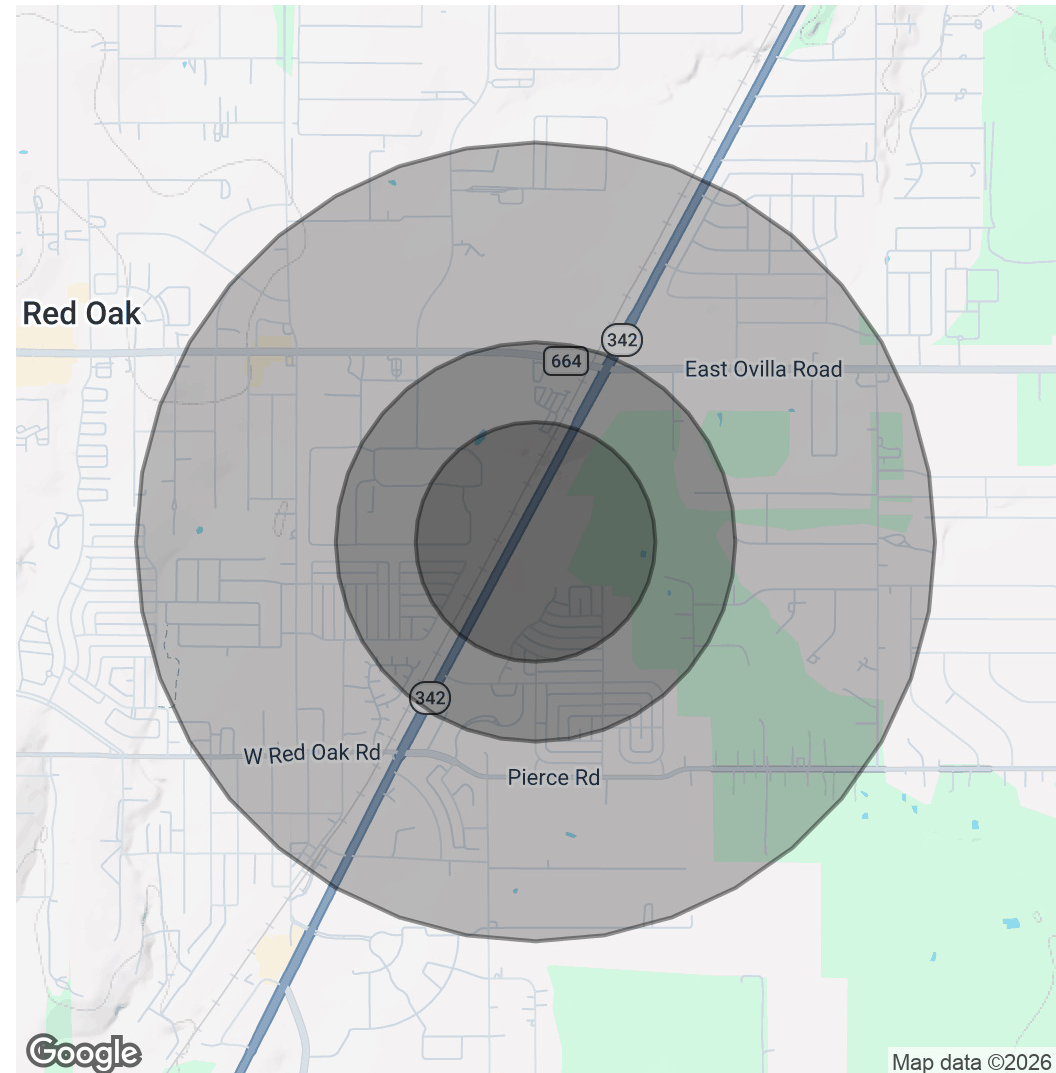 Red Oak
342
664
East Ovilla Road
342
W Red Oak Rd
Pierce Rd
Google
Map data ©2026